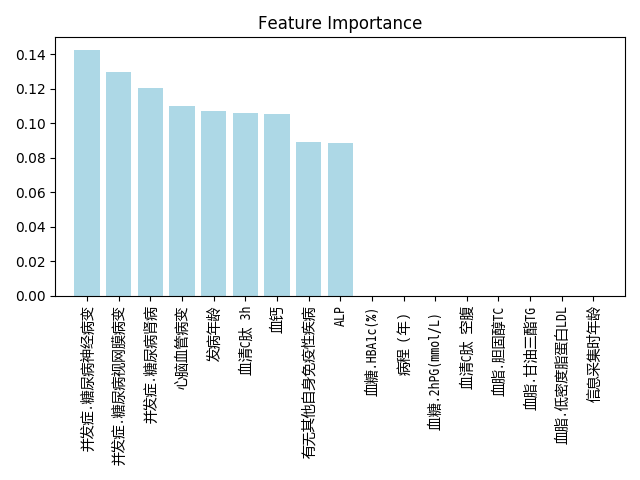 Feature Importance
0.14
0.12
0.10
0.08
0.06
0.04
0.02
0.00
并发症.糖尿病神经病变
并发症.糖尿病视网膜病变
并发症.糖尿病肾病
心脑血管病变
发病年龄
血清C肽 3h
血钙
有无其他自身免疫性疾病
ALP
血糖.HBA1c(%)
病程（年）
血糖.2hPG(mmol/L)
血清C肽 空腹
血脂.胆固醇TC
血脂.甘油三酯TG
血脂.低密度脂蛋白LDL
信息采集时年龄